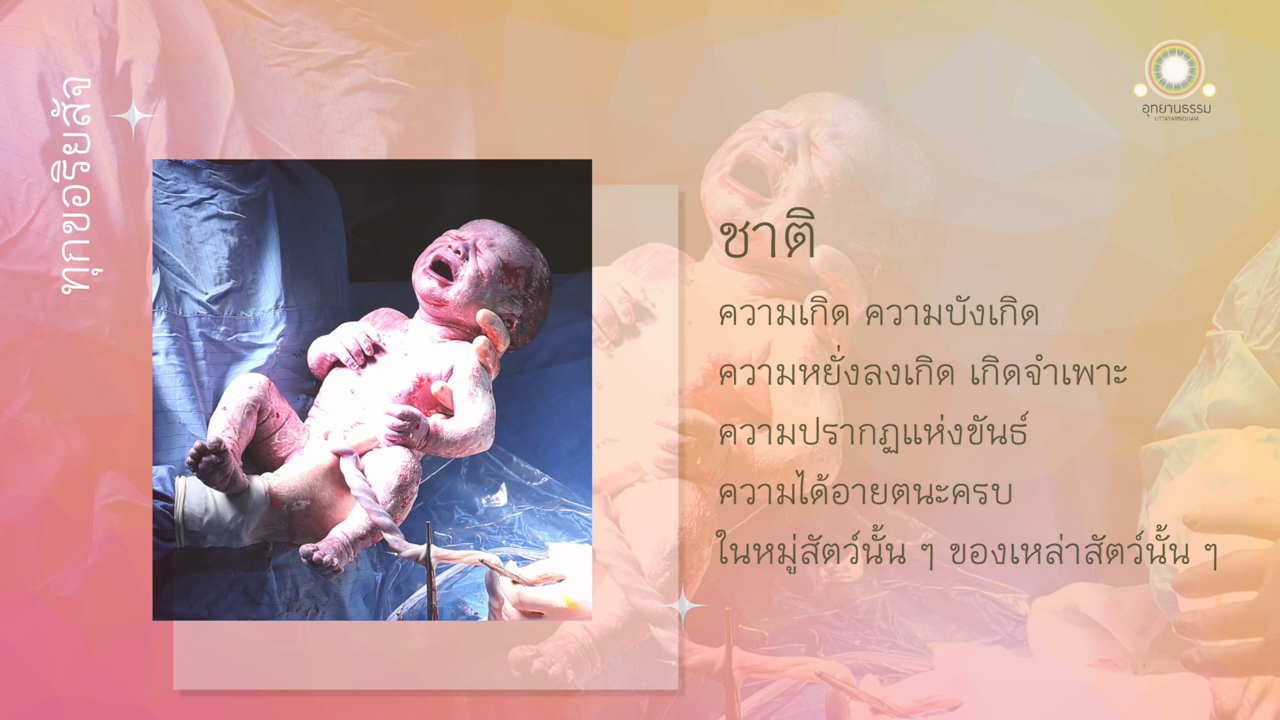 ทุกขอริยสัจ
อุทยานธรรม
UTTAYARNDHAM
ชาติ
ความเกิด ความบังเกิด
ความหยั่งลงเกิด เกิดจำเพาะ
ความปรากฏแห่งขันธ์
ความได้อายตนะครบ
ในหมู่สัตว์นั้น ๆ ของเหล่าสัตว์นั้น ๆ